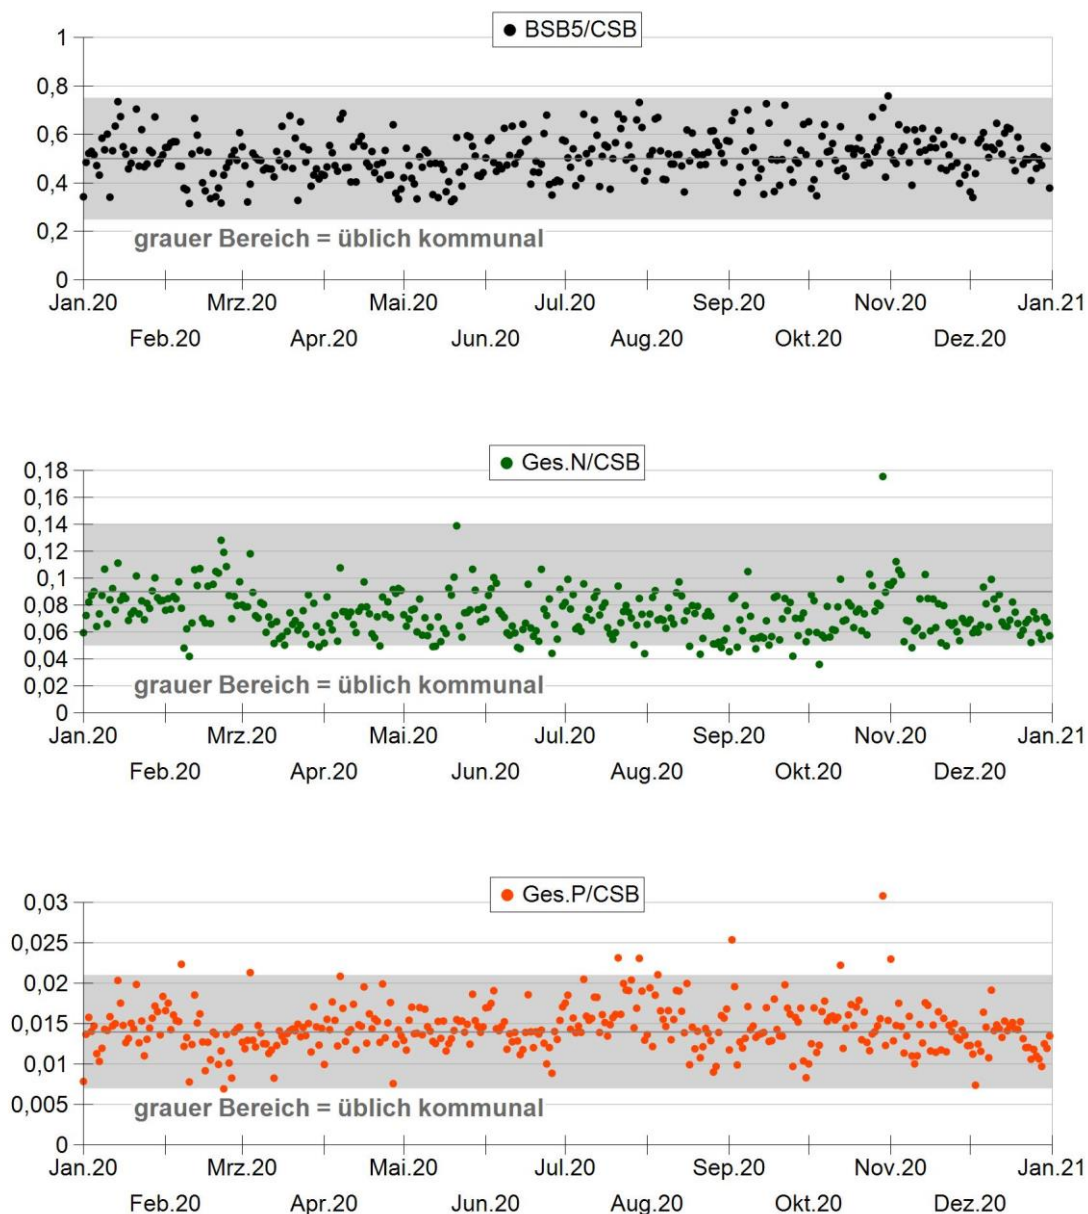 BSB5/CSB
1
0,8
0,6
0,4
0,2
0
grauer Bereich = üblich kommunal
Jan.20 Mrz.20 Mai.20 Jul.20 Sep.20 Nov.20 Jan.21
Feb.20 Apr.20 Jun.20 Aug.20 Okt.20 Dez.20
Ges.N/CSB
0,18
0,16
0,14
0,12
0,1
0,08
0,06
0,04
0,02
0
grauer Bereich = üblich kommunal
Jan.20 Mrz.20 Mai.20 Jul.20 Sep.20 Nov.20 Jan.21
Feb.20 Apr.20 Jun.20 Aug.20 Okt.20 Dez.20
Ges.P/CSB
0,03
0,025
0,02
0,015
0,01
0,005
0
grauer Bereich = üblich kommunal
Jan.20 Mrz.20 Mai.20 Jul.20 Sep.20 Nov.20 Jan.21
Feb.20 Apr.20 Jun.20 Aug.20 Okt.20 Dez.20